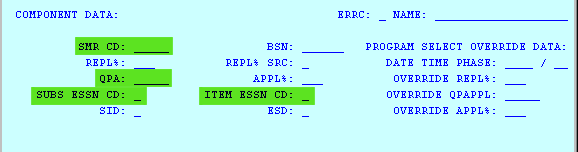 COMPONENT DATA: ERRC: _ NAME: ________________
SMR CD: _____ BSN: ______ PROGRAM SELECT OVERRIDE DATA:
REPL%: ___ REPL% SRC: _ DATE TIME PHASE: ____ / __
QPA: _____ APPL%: ___ OVERRIDE REPL%: ___
SUBS ESSN CD: _ ITEM ESSN CD: _ OVERRIDE QPAPPL: _____
SID: _ ESD: _ OVERRIDE APPL%: ___